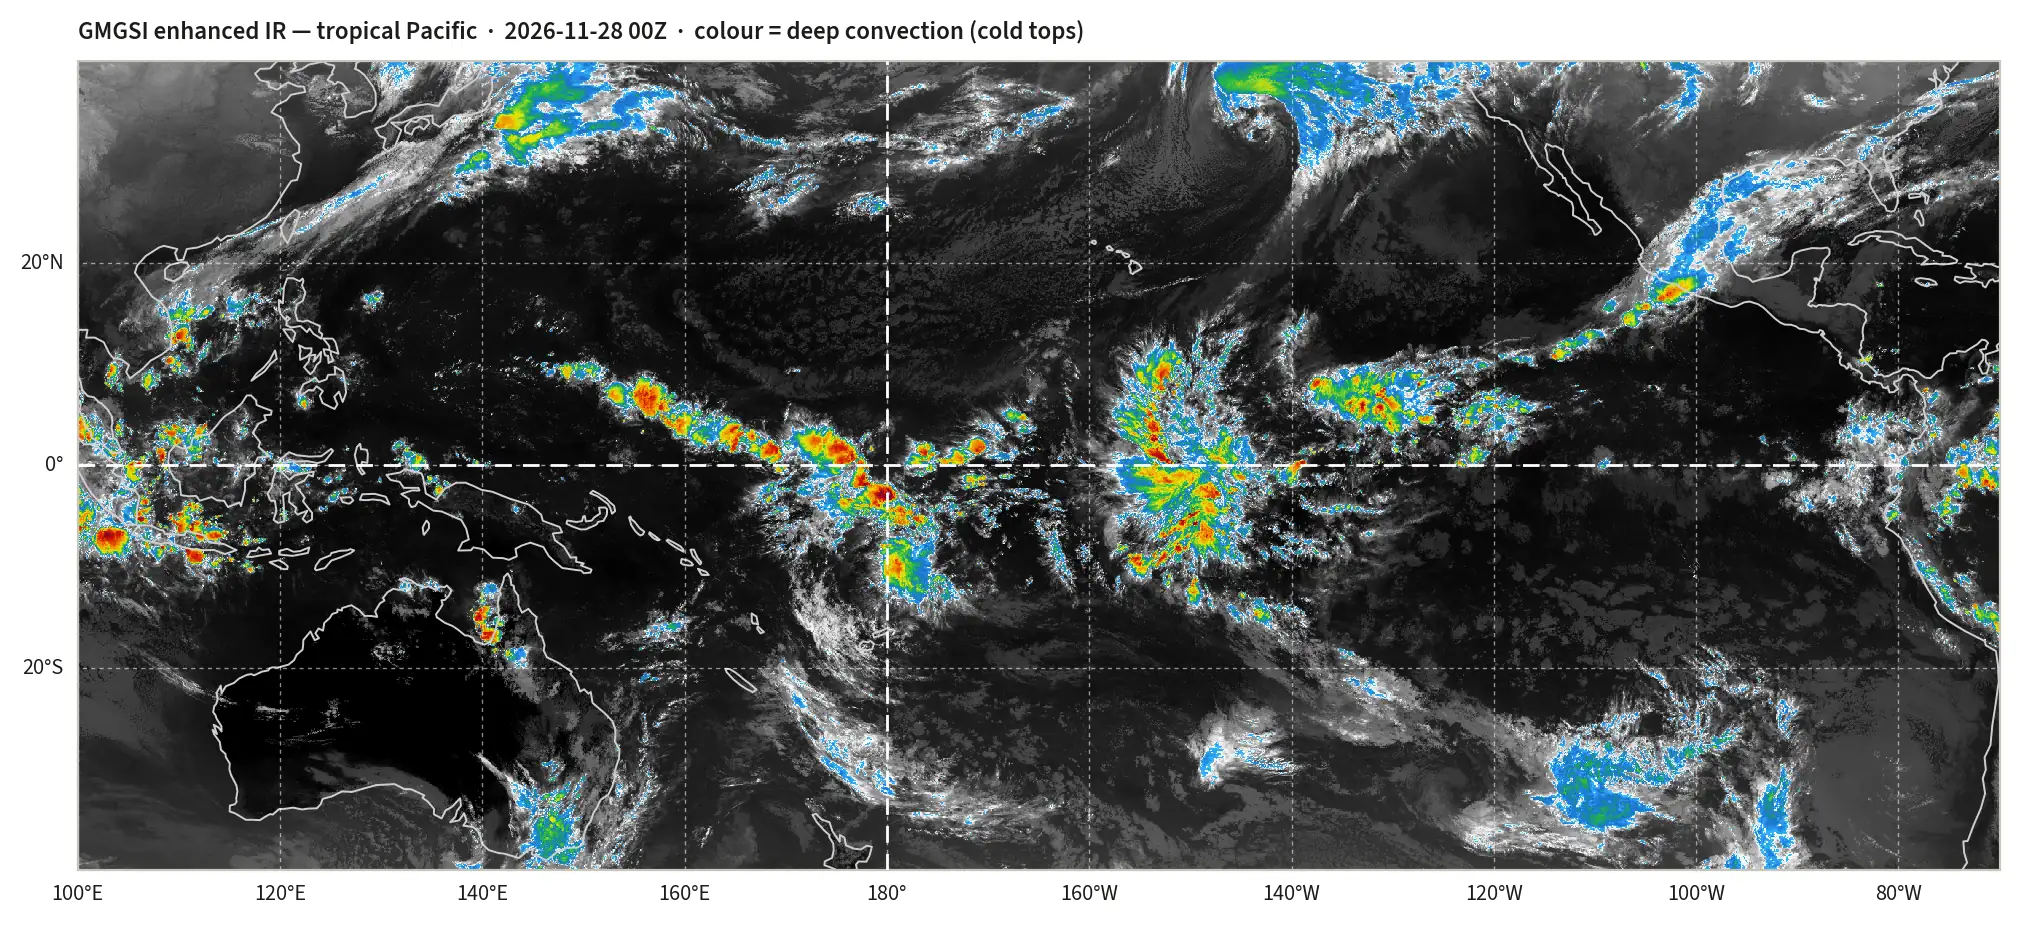 GMGSI enhanced IR — tropical Pacific · 2026-11-28 00Z · colour = deep convection (cold tops)
20°N
0°
20°S
100°E 120°E 140°E 160°E 180° 160°W 140°W 120°W 100°W 80°W